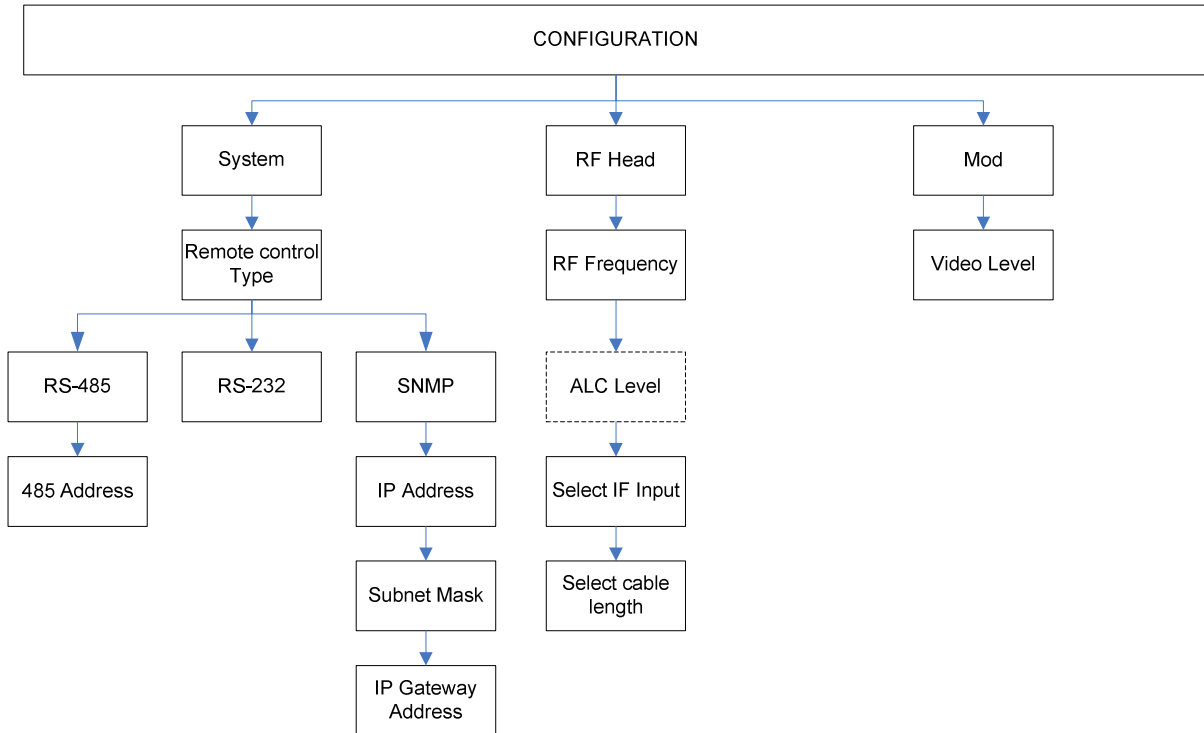 CONFIGURATION
System
RF Head
Mod
Remote control
Type
RF Frequency
Video Level
RS-485
RS-232
SNMP
ALC Level
485 Address
IP Address
Select IF Input
Subnet Mask
Select cable
length
IP Gateway
Address